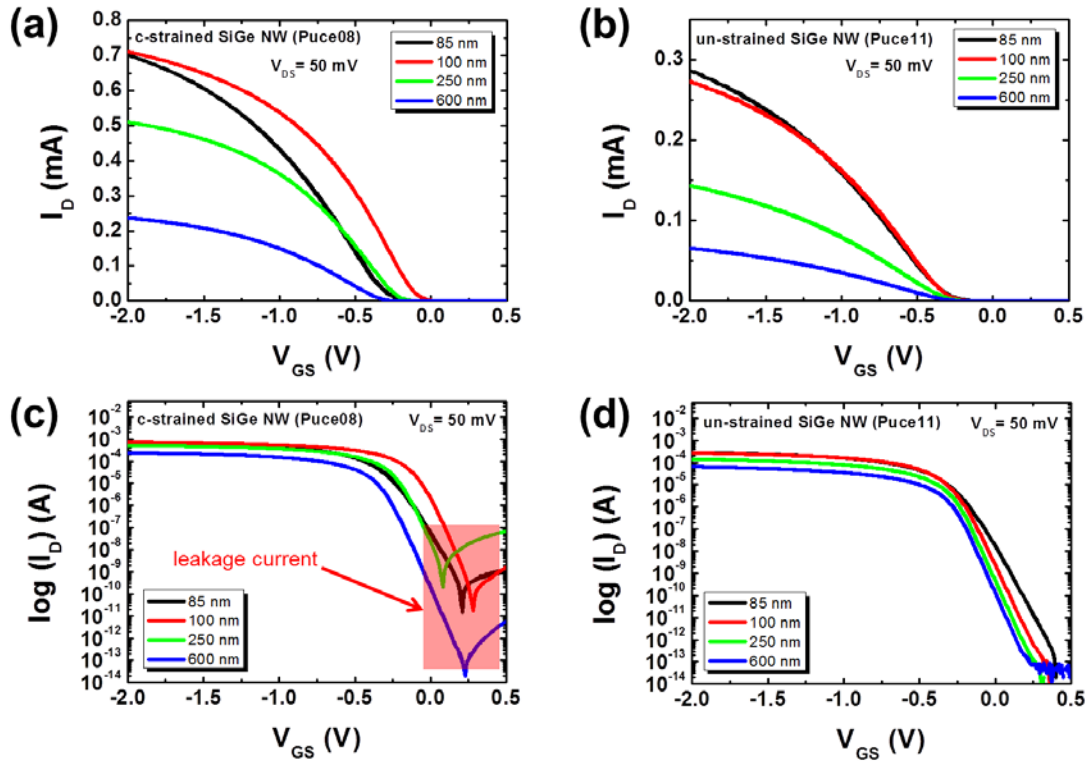 (a)
c-strained SiGe NW (Puce08)
V_DS= 50 mV
85 nm
100 nm
250 nm
600 nm
0.8
0.7
0.6
0.5
0.4
0.3
0.2
0.1
0.0
I_D (mA)
-2.0 -1.5 -1.0 -0.5 0.0 0.5
V_GS (V)
(b)
un-strained SiGe NW (Puce11)
V_DS= 50 mV
85 nm
100 nm
250 nm
600 nm
0.3
0.2
0.1
0.0
I_D (mA)
-2.0 -1.5 -1.0 -0.5 0.0 0.5
V_GS (V)
(c)
c-strained SiGe NW (Puce08)
V_DS= 50 mV
10^-2
10^-3
10^-4
10^-5
10^-6
10^-7
10^-8
10^-9
10^-10
10^-11
10^-12
10^-13
10^-14
log (I_D) (A)
leakage current
85 nm
100 nm
250 nm
600 nm
-2.0 -1.5 -1.0 -0.5 0.0 0.5
V_GS (V)
(d)
un-strained SiGe NW (Puce11)
V_DS= 50 mV
10^-2
10^-3
10^-4
10^-5
10^-6
10^-7
10^-8
10^-9
10^-10
10^-11
10^-12
10^-13
10^-14
log (I_D) (A)
85 nm
100 nm
250 nm
600 nm
-2.0 -1.5 -1.0 -0.5 0.0 0.5
V_GS (V)